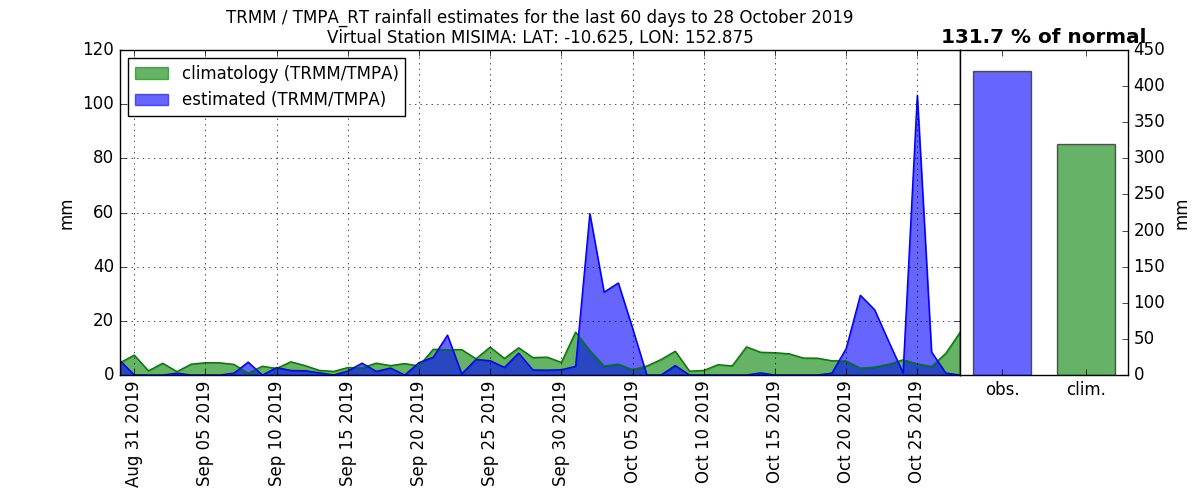 TRMM / TMPA_RT rainfall estimates for the last 60 days to 28 October 2019
Virtual Station MISIMA: LAT: -10.625, LON: 152.875
131.7 % of normal
climatology (TRMM/TMPA)
estimated (TRMM/TMPA)
120
100
80
60
40
20
0
mm
450
400
350
300
250
200
150
100
50
0
mm
Aug 31 2019
Sep 05 2019
Sep 10 2019
Sep 15 2019
Sep 20 2019
Sep 25 2019
Sep 30 2019
Oct 05 2019
Oct 10 2019
Oct 15 2019
Oct 20 2019
Oct 25 2019
obs.
clim.